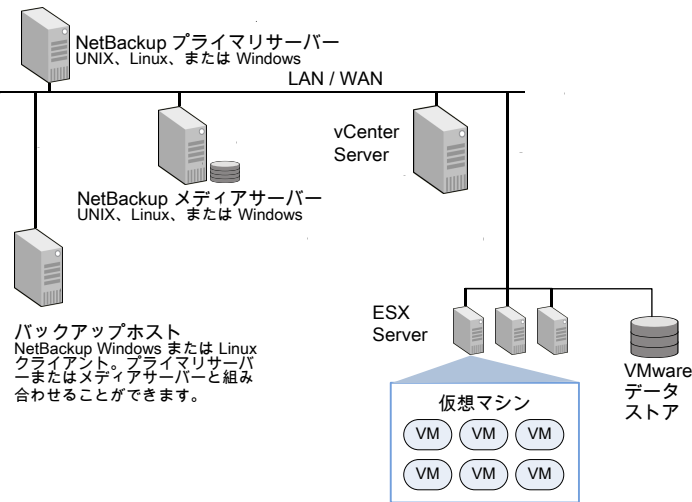 NetBackup プライマリサーバー
UNIX、Linux、または Windows
LAN / WAN
vCenter
Server
NetBackup メディアサーバー
UNIX、Linux、または Windows
バックアップホスト
NetBackup Windows または Linux
クライアント。プライマリサーバ
ーまたはメディアサーバーと組み
合わせることができます。
ESX
Server
VMware
データ
ストア
仮想マシン
VM VM VM
VM VM VM